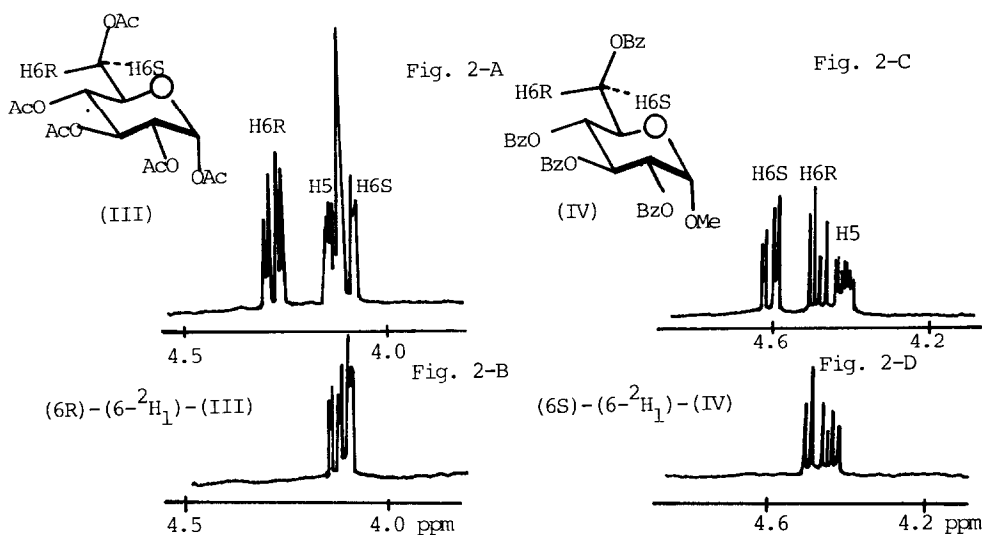 OAc
H6R
H6S
AcO
AcO
AcO
OAc
(III)
Fig. 2-A
H6R
H5
H6S
4.5
4.0
Fig. 2-B
(6R)-(6-²H₁)-(III)
4.5
4.0 ppm
OBz
H6R
H6S
BzO
BzO
BzO
OMe
(IV)
Fig. 2-C
H6S
H6R
H5
4.6
4.2
Fig. 2-D
(6S)-(6-²H₁)-(IV)
4.6
4.2 ppm